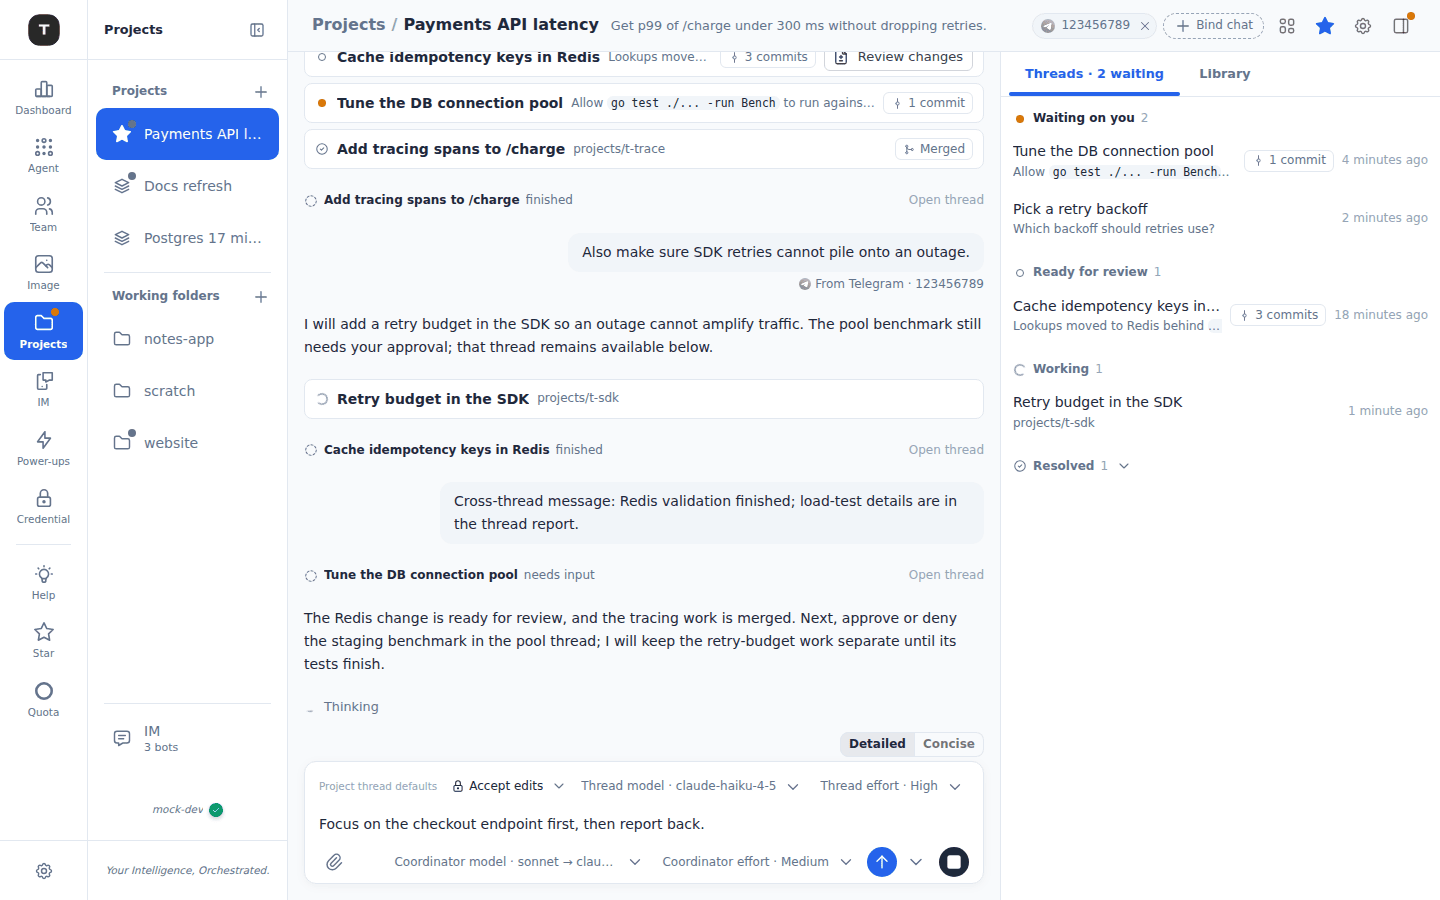 T
Dashboard
Agent
Team
Image
Projects
IM
Power-ups
Credential
Help
Star
Quota
Projects
Projects
Payments API l…
Docs refresh
Postgres 17 mi…
Working folders
notes-app
scratch
website
IM
3 bots
mock-dev
Your Intelligence, Orchestrated.
Projects / Payments API latency Get p99 of /charge under 300 ms without dropping retries.
123456789
Bind chat
Cache idempotency keys in Redis Lookups move… 3 commits Review changes
Tune the DB connection pool Allow go test ./... -run Bench to run agains… 1 commit
Add tracing spans to /charge projects/t-trace Merged
Add tracing spans to /charge finished Open thread
Also make sure SDK retries cannot pile onto an outage.
From Telegram · 123456789
I will add a retry budget in the SDK so an outage cannot amplify traffic. The pool benchmark still
needs your approval; that thread remains available below.
Retry budget in the SDK projects/t-sdk
Cache idempotency keys in Redis finished Open thread
Cross-thread message: Redis validation finished; load-test details are in
the thread report.
Tune the DB connection pool needs input Open thread
The Redis change is ready for review, and the tracing work is merged. Next, approve or deny
the staging benchmark in the pool thread; I will keep the retry-budget work separate until its
tests finish.
Thinking
Detailed Concise
Project thread defaults Accept edits Thread model · claude-haiku-4-5 Thread effort · High
Focus on the checkout endpoint first, then report back.
Coordinator model · sonnet → clau… Coordinator effort · Medium
Threads · 2 waiting Library
Waiting on you 2
Tune the DB connection pool
Allow go test ./... -run Bench…
1 commit 4 minutes ago
Pick a retry backoff
Which backoff should retries use?
2 minutes ago
Ready for review 1
Cache idempotency keys in…
Lookups moved to Redis behind …
3 commits 18 minutes ago
Working 1
Retry budget in the SDK
projects/t-sdk
1 minute ago
Resolved 1